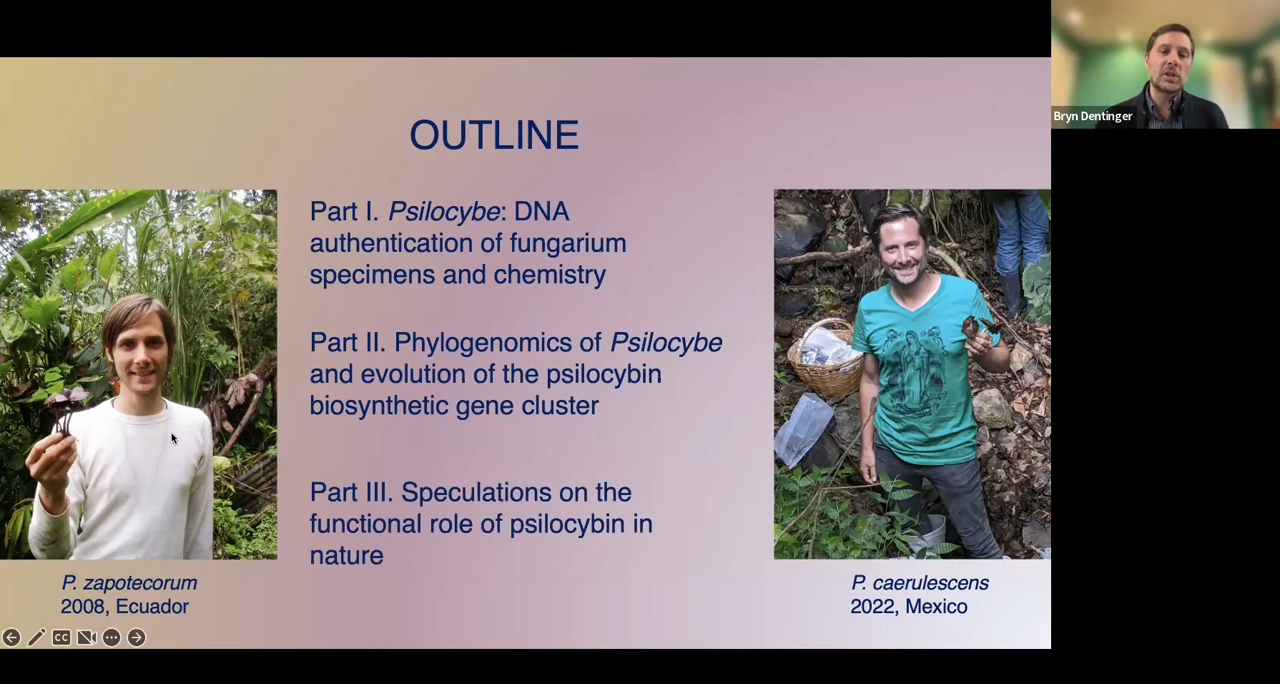 OUTLINE
Part I. Psilocybe: DNA
authentication of fungarium
specimens and chemistry
Part II. Phylogenomics of Psilocybe
and evolution of the psilocybin
biosynthetic gene cluster
Part III. Speculations on the
functional role of psilocybin in
nature
P. zapotecorum
2008, Ecuador
P. caerulescens
2022, Mexico
CC
Bryn Dentinger